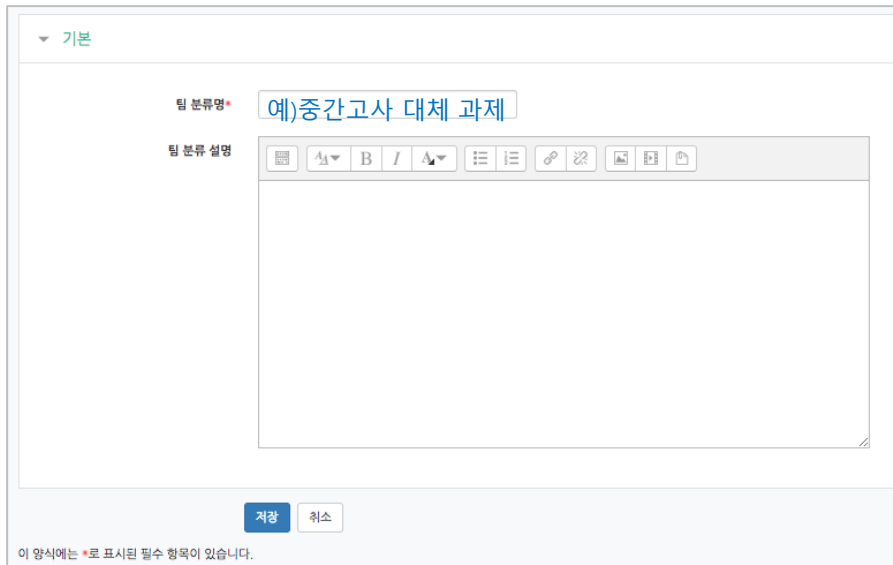 기본
팀 분류명*
예)중간고사 대체 과제
팀 분류 설명
B I
저장 취소
이 양식에는 *로 표시된 필수 항목이 있습니다.